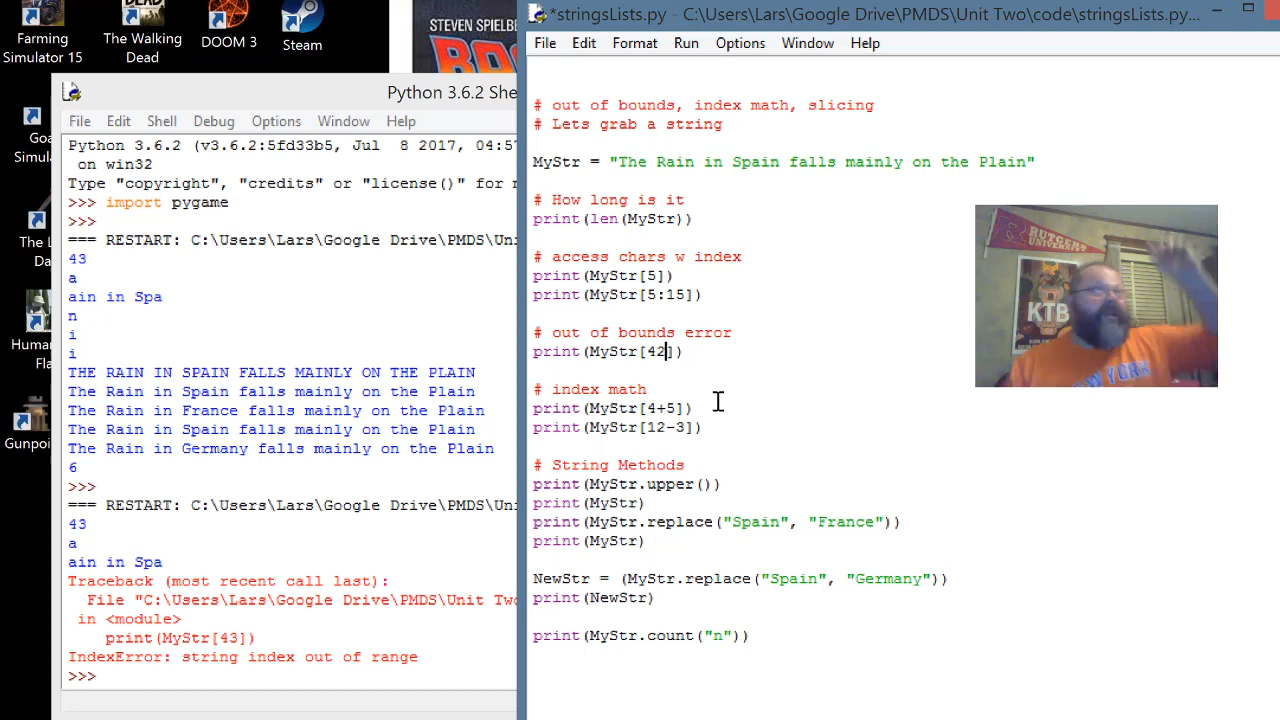 Farming
Simulator 15
The Walking
Dead
DOOM 3
Steam
STEVEN SPIELB
Goa
Simul
The L
Da
Human
Fla
Gunpoi
Python 3.6.2 She
File Edit Shell Debug Options Window Help
Python 3.6.2 (v3.6.2:5fd33b5, Jul 8 2017, 04:57
on win32
Type "copyright", "credits" or "license()" for m
>>> import pygame
>>>
=== RESTART: C:\Users\Lars\Google Drive\PMDS\Uni
43
a
ain in Spa
n
i
i
THE RAIN IN SPAIN FALLS MAINLY ON THE PLAIN
The Rain in Spain falls mainly on the Plain
The Rain in France falls mainly on the Plain
The Rain in Spain falls mainly on the Plain
The Rain in Germany falls mainly on the Plain
6
>>>
=== RESTART: C:\Users\Lars\Google Drive\PMDS\Uni
43
a
ain in Spa
Traceback (most recent call last):
File "C:\Users\Lars\Google Drive\PMDS\Unit Two
in <module>
print(MyStr[43])
IndexError: string index out of range
>>>
*stringsLists.py - C:\Users\Lars\Google Drive\PMDS\Unit Two\code\stringsLists.py...
File Edit Format Run Options Window Help
# out of bounds, index math, slicing
# Lets grab a string
MyStr = "The Rain in Spain falls mainly on the Plain"
# How long is it
print(len(MyStr))
# access chars w index
print(MyStr[5])
print(MyStr[5:15])
# out of bounds error
print(MyStr[42])
# index math
print(MyStr[4+5])
print(MyStr[12-3])
# String Methods
print(MyStr.upper())
print(MyStr)
print(MyStr.replace("Spain", "France"))
print(MyStr)
NewStr = (MyStr.replace("Spain", "Germany"))
print(NewStr)
print(MyStr.count("n"))
R RUTGERS
UNIVERSITY
KTB
NEW YORK